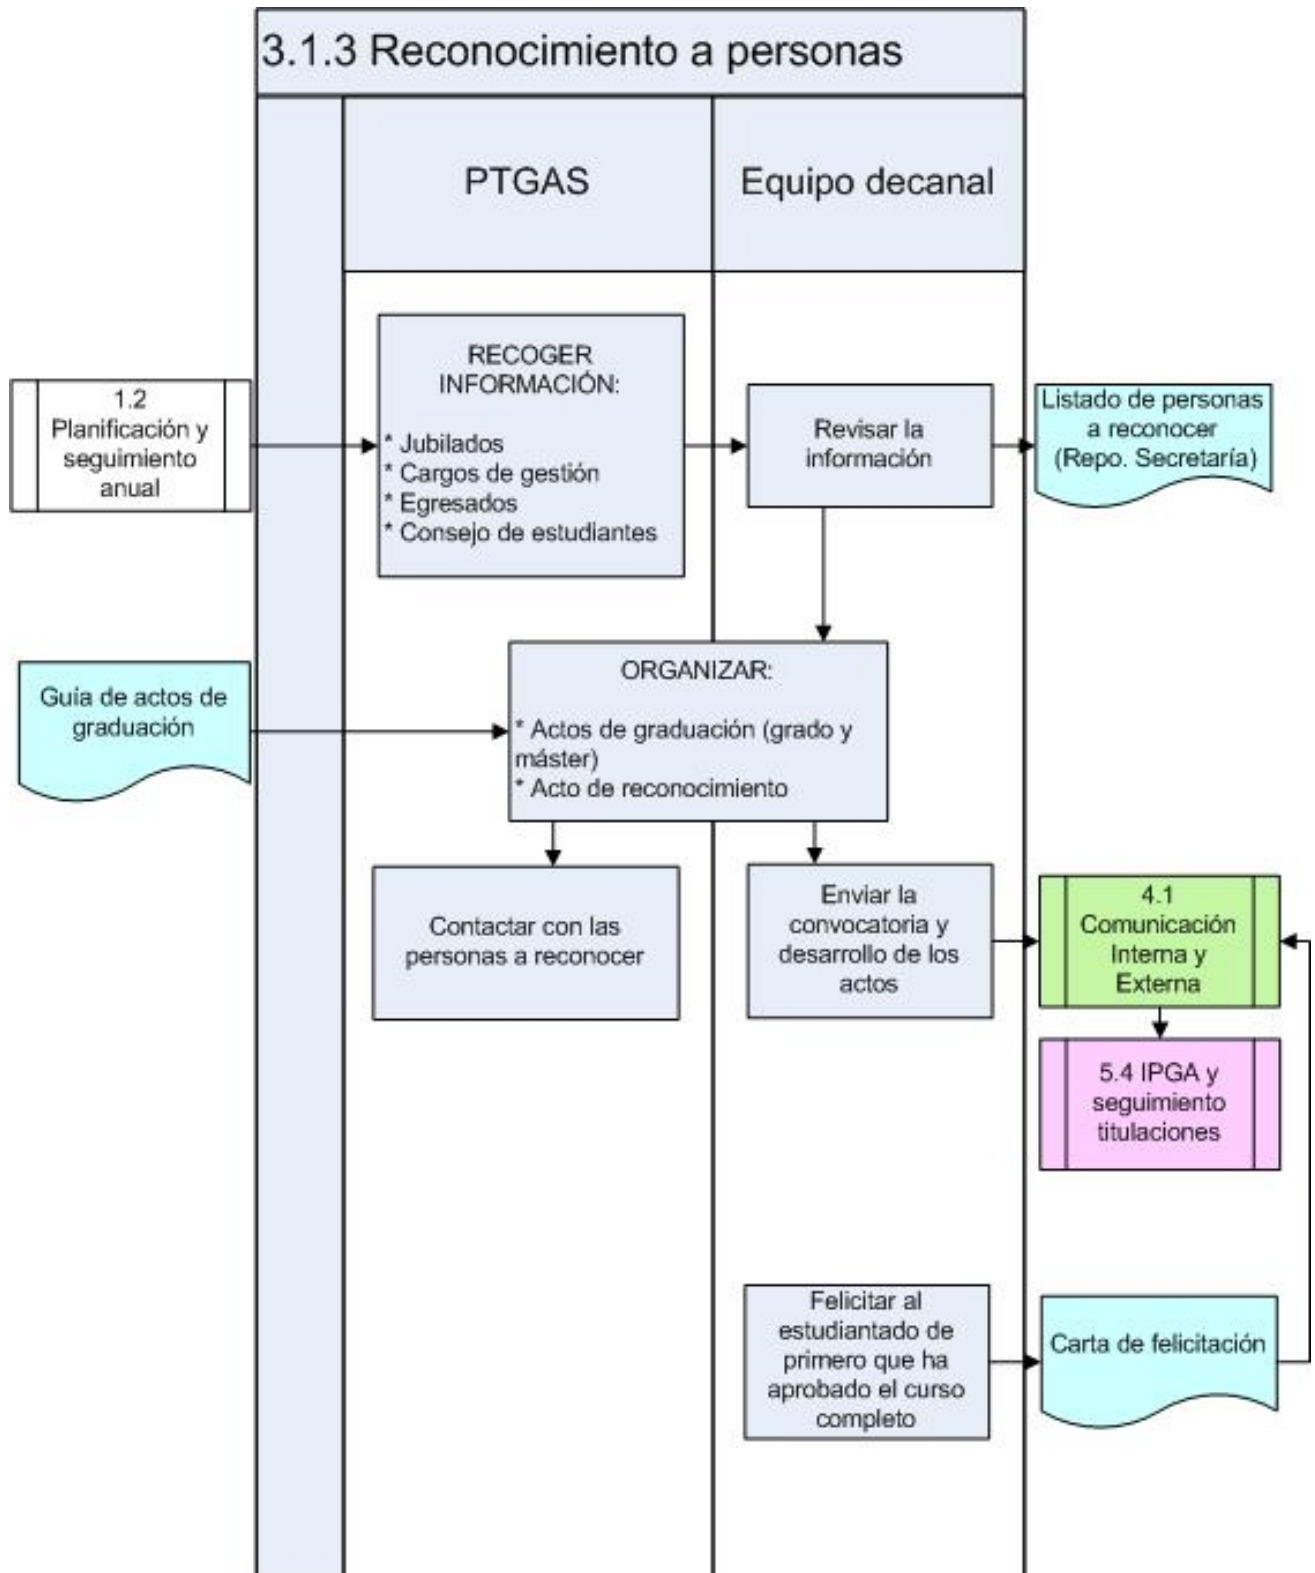 3.1.3 Reconocimiento a personas
PTGAS
Equipo decanal
1.2
Planificación y
seguimiento
anual
RECOGER
INFORMACIÓN:
* Jubilados
* Cargos de gestión
* Egresados
* Consejo de estudiantes
Revisar la
información
Listado de personas
a reconocer
(Repo. Secretaría)
Guía de actos de
graduación
ORGANIZAR:
* Actos de graduación (grado y
máster)
* Acto de reconocimiento
Contactar con las
personas a reconocer
Enviar la
convocatoria y
desarrollo de los
actos
4.1
Comunicación
Interna y
Externa
5.4 IPGA y
seguimiento
titulaciones
Felicitar al
estudiantado de
primero que ha
aprobado el curso
completo
Carta de felicitación